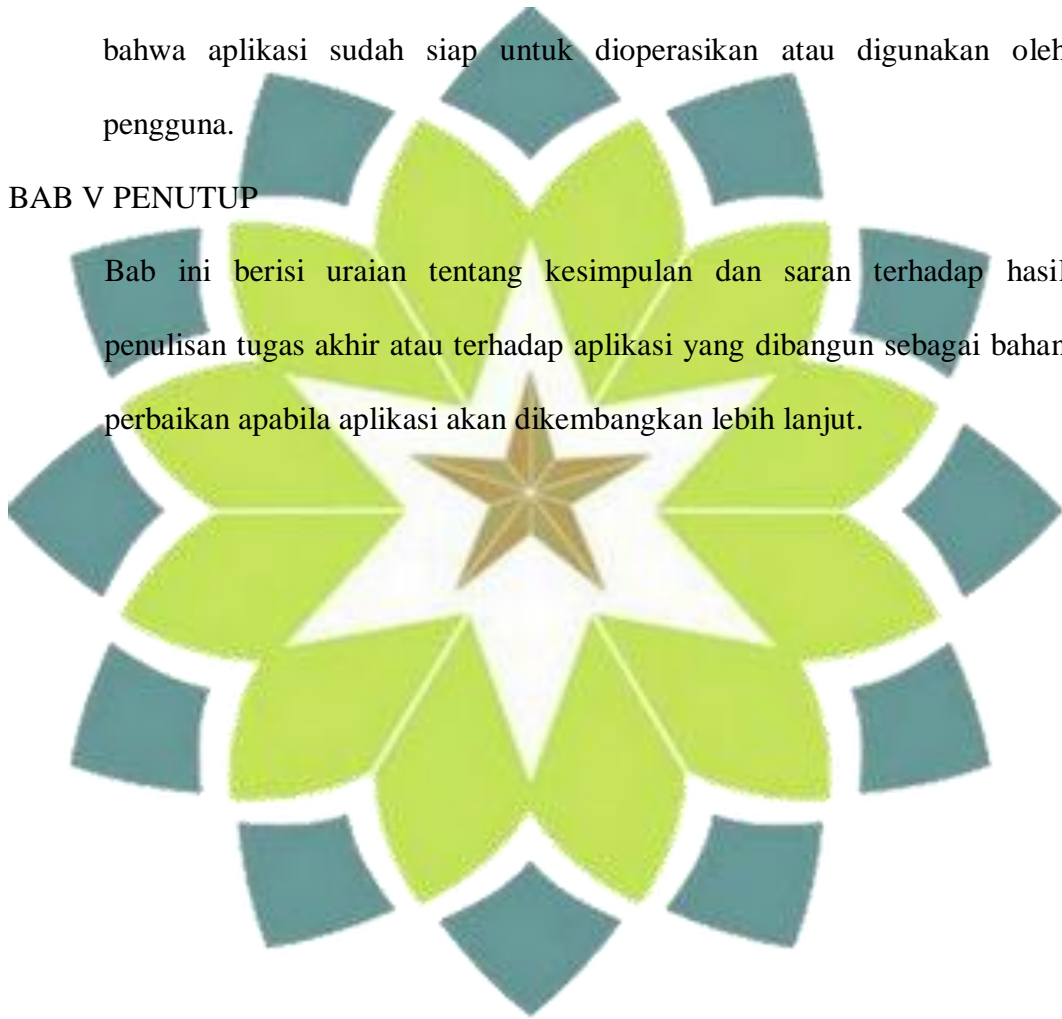 bahwa aplikasi sudah siap untuk dioperasikan atau digunakan oleh
pengguna.
BAB V PENUTUP
Bab ini berisi uraian tentang kesimpulan dan saran terhadap hasil
penulisan tugas akhir atau terhadap aplikasi yang dibangun sebagai bahan
perbaikan apabila aplikasi akan dikembangkan lebih lanjut.